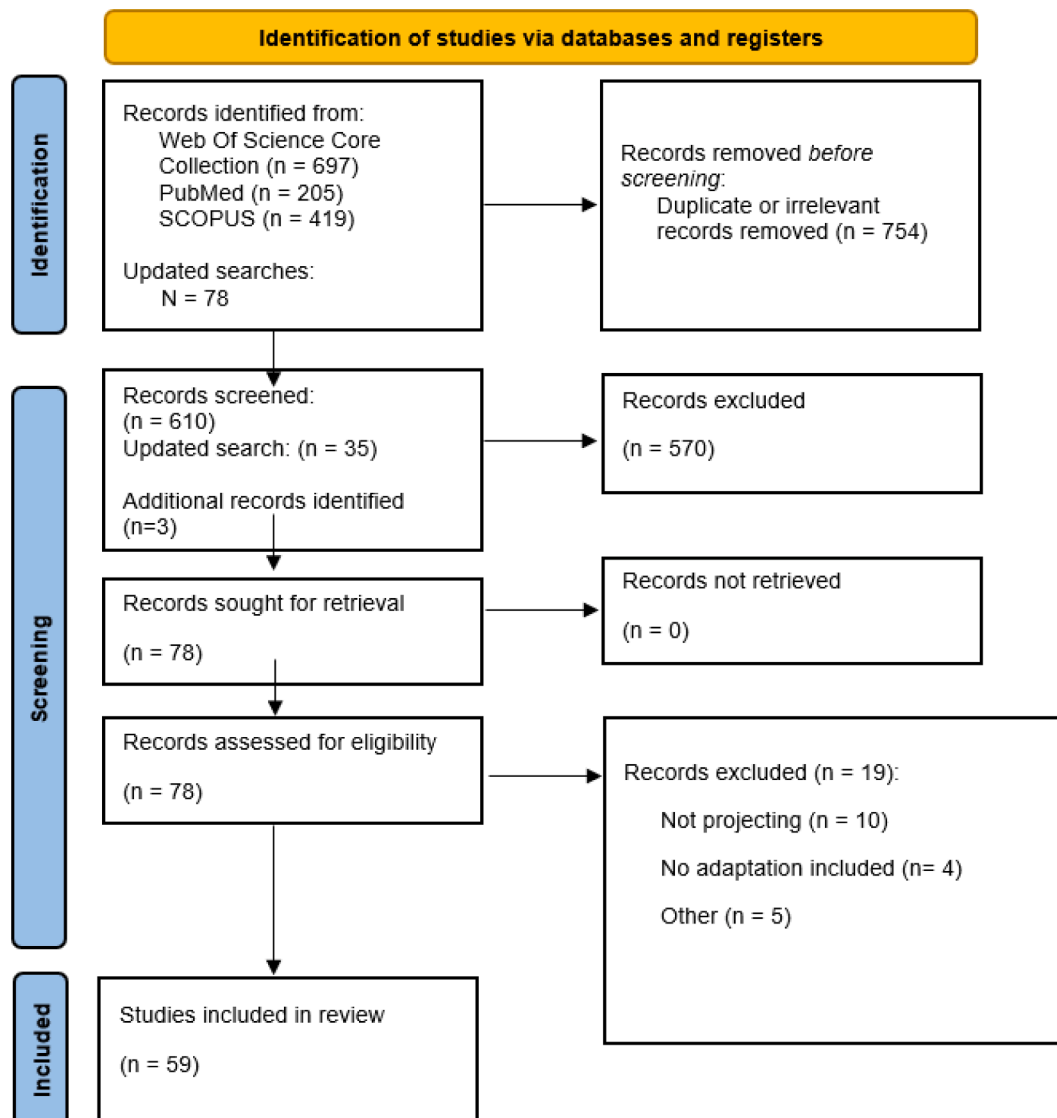 Identification of studies via databases and registers
Identification
Records identified from:
Web Of Science Core
Collection (n = 697)
PubMed (n = 205)
SCOPUS (n = 419)
Updated searches:
N = 78
Records removed before
screening:
Duplicate or irrelevant
records removed (n = 754)
Screening
Records screened:
(n = 610)
Updated search: (n = 35)
Additional records identified
(n=3)
Records excluded
(n = 570)
Records sought for retrieval
(n = 78)
Records not retrieved
(n = 0)
Records assessed for eligibility
(n = 78)
Records excluded (n = 19):
Not projecting (n = 10)
No adaptation included (n= 4)
Other (n = 5)
Included
Studies included in review
(n = 59)